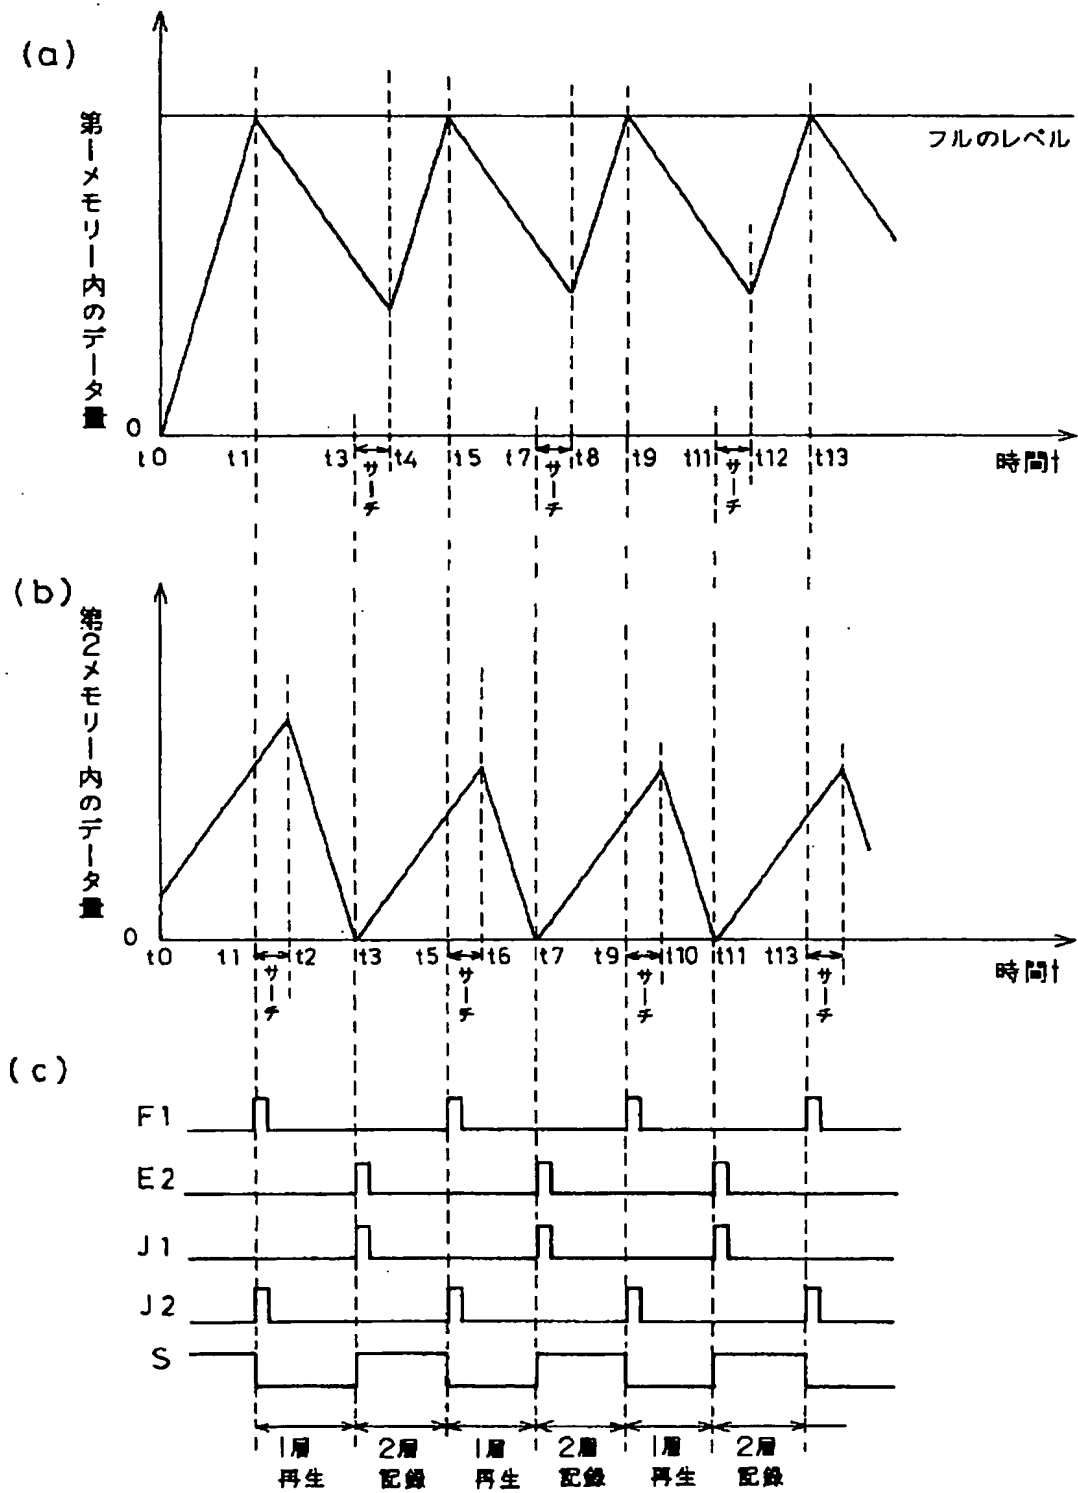 (a)
第一メモリー内のデータ量
フルのレベル
0
t0 t1 t3 t4 t5 t7 t8 t9 t11 t12 t13 時間t
サーチ サーチ サーチ
(b)
第2メモリー内のデータ量
0
t0 t1 t2 t3 t5 t6 t7 t9 t10 t11 t13 時間t
サーチ サーチ サーチ サーチ
(c)
F1
E2
J1
J2
S
1層 2層 1層 2層 1層 2層
再生 記録 再生 記録 再生 記録